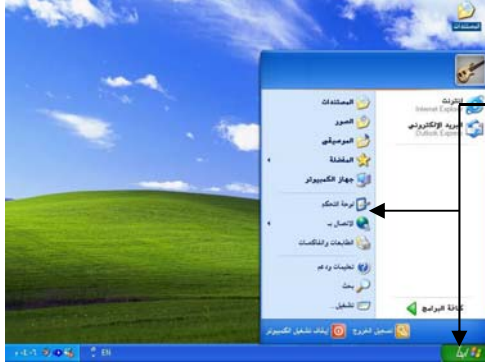 المستندات
إنترنت
Internet Explorer
البريد الإلكتروني
Outlook Express
كافة البرامج
المستندات
الصور
الموسيقى
المفضلة
جهاز الكمبيوتر
لوحة التحكم
الاتصال بـ
الطابعات والفاكسات
تعليمات ودعم
بحث
تشغيل..
تسجيل الخروج
إيقاف تشغيل الكمبيوتر
ابدأ
EN